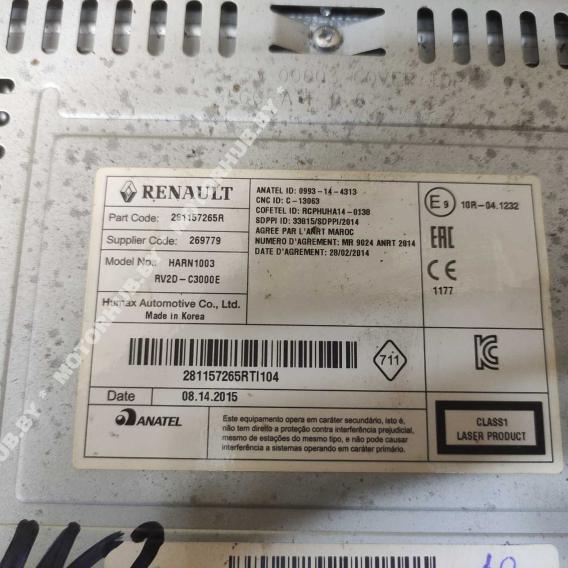 RENAULT
Part Code: 281157265R
Supplier Code: 269779
Model No.: HARN1003
RV2D-C3000E
Humax Automotive Co., Ltd.
Made in Korea
ANATEL ID: 0993-14-4313
CNC ID: C-13063
COFETEL ID: RCPHUHA14-0138
SDPPI ID: 33815/SDPPI/2014
AGREE PAR L'ANRT MAROC
NUMERO D'AGREMENT: MR 9024 ANRT 2014
DATE D'AGREMENT: 28/02/2014
E9 10R-04.1232
EAC
CE
1177
281157265RT1104
711
Date 08.14.2015
ANATEL
Este equipamento opera em caráter secundário, isto é,
não tem direito a proteção contra interferência prejudicial,
mesmo de estações do mesmo tipo, e não pode causar
interferência a sistemas operando em caráter primário.
CLASS1
LASER PRODUCT
MOTORHUB.BY